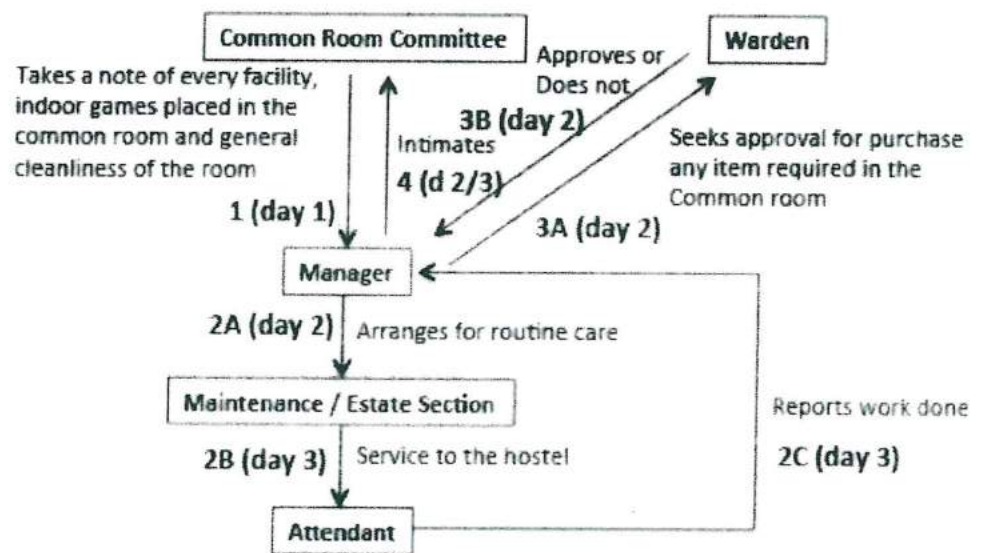 Common Room Committee
Warden
Approves or
Does not
Takes a note of every facility,
indoor games placed in the
common room and general
cleanliness of the room
3B (day 2)
Intimates
4 (d 2/3)
Seeks approval for purchase
any item required in the
Common room
1 (day 1)
3A (day 2)
Manager
2A (day 2)
Arranges for routine care
Maintenance / Estate Section
Reports work done
2B (day 3)
Service to the hostel
2C (day 3)
Attendant